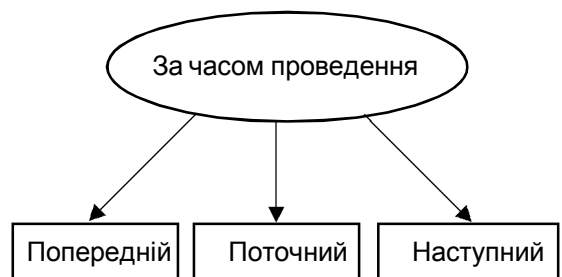 За часом проведення
Попередній
Поточний
Наступний